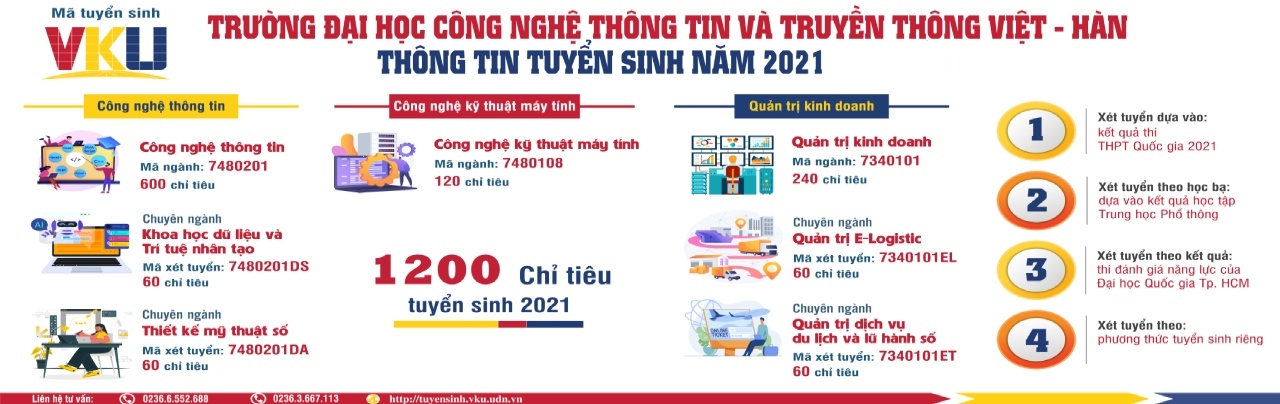 Mã tuyển sinh
VKU
TRƯỜNG ĐẠI HỌC CÔNG NGHỆ THÔNG TIN VÀ TRUYỀN THÔNG VIỆT - HÀN
THÔNG TIN TUYỂN SINH NĂM 2021
Công nghệ thông tin
Công nghệ thông tin
Mã ngành: 7480201
600 chỉ tiêu
Chuyên ngành
Khoa học dữ liệu và
Trí tuệ nhân tạo
Mã xét tuyển: 7480201DS
60 chỉ tiêu
AI
Chuyên ngành
Thiết kế mỹ thuật số
Mã xét tuyển: 7480201DA
60 chỉ tiêu
Công nghệ kỹ thuật máy tính
Công nghệ kỹ thuật máy tính
Mã ngành: 7480108
120 chỉ tiêu
1200 Chỉ tiêu
tuyển sinh 2021
Quản trị kinh doanh
Quản trị kinh doanh
Mã ngành: 7340101
240 chỉ tiêu
Chuyên ngành
Quản trị E-Logistic
Mã xét tuyển: 7340101EL
60 chỉ tiêu
ONLINE
TICKET
Chuyên ngành
Quản trị dịch vụ
du lịch và lữ hành số
Mã xét tuyển: 7340101ET
60 chỉ tiêu
1
Xét tuyển dựa vào:
kết quả thi
THPT Quốc gia 2021
2
Xét tuyển theo học bạ:
dựa vào kết quả học tập
Trung học Phổ thông
3
Xét tuyển theo kết quả:
thi đánh giá năng lực của
Đại học Quốc gia Tp. HCM
4
Xét tuyển theo:
phương thức tuyển sinh riêng
Liên hệ tư vấn: 0236.6.552.688 0236.3.667.113 http://tuyensinh.vku.udn.vn